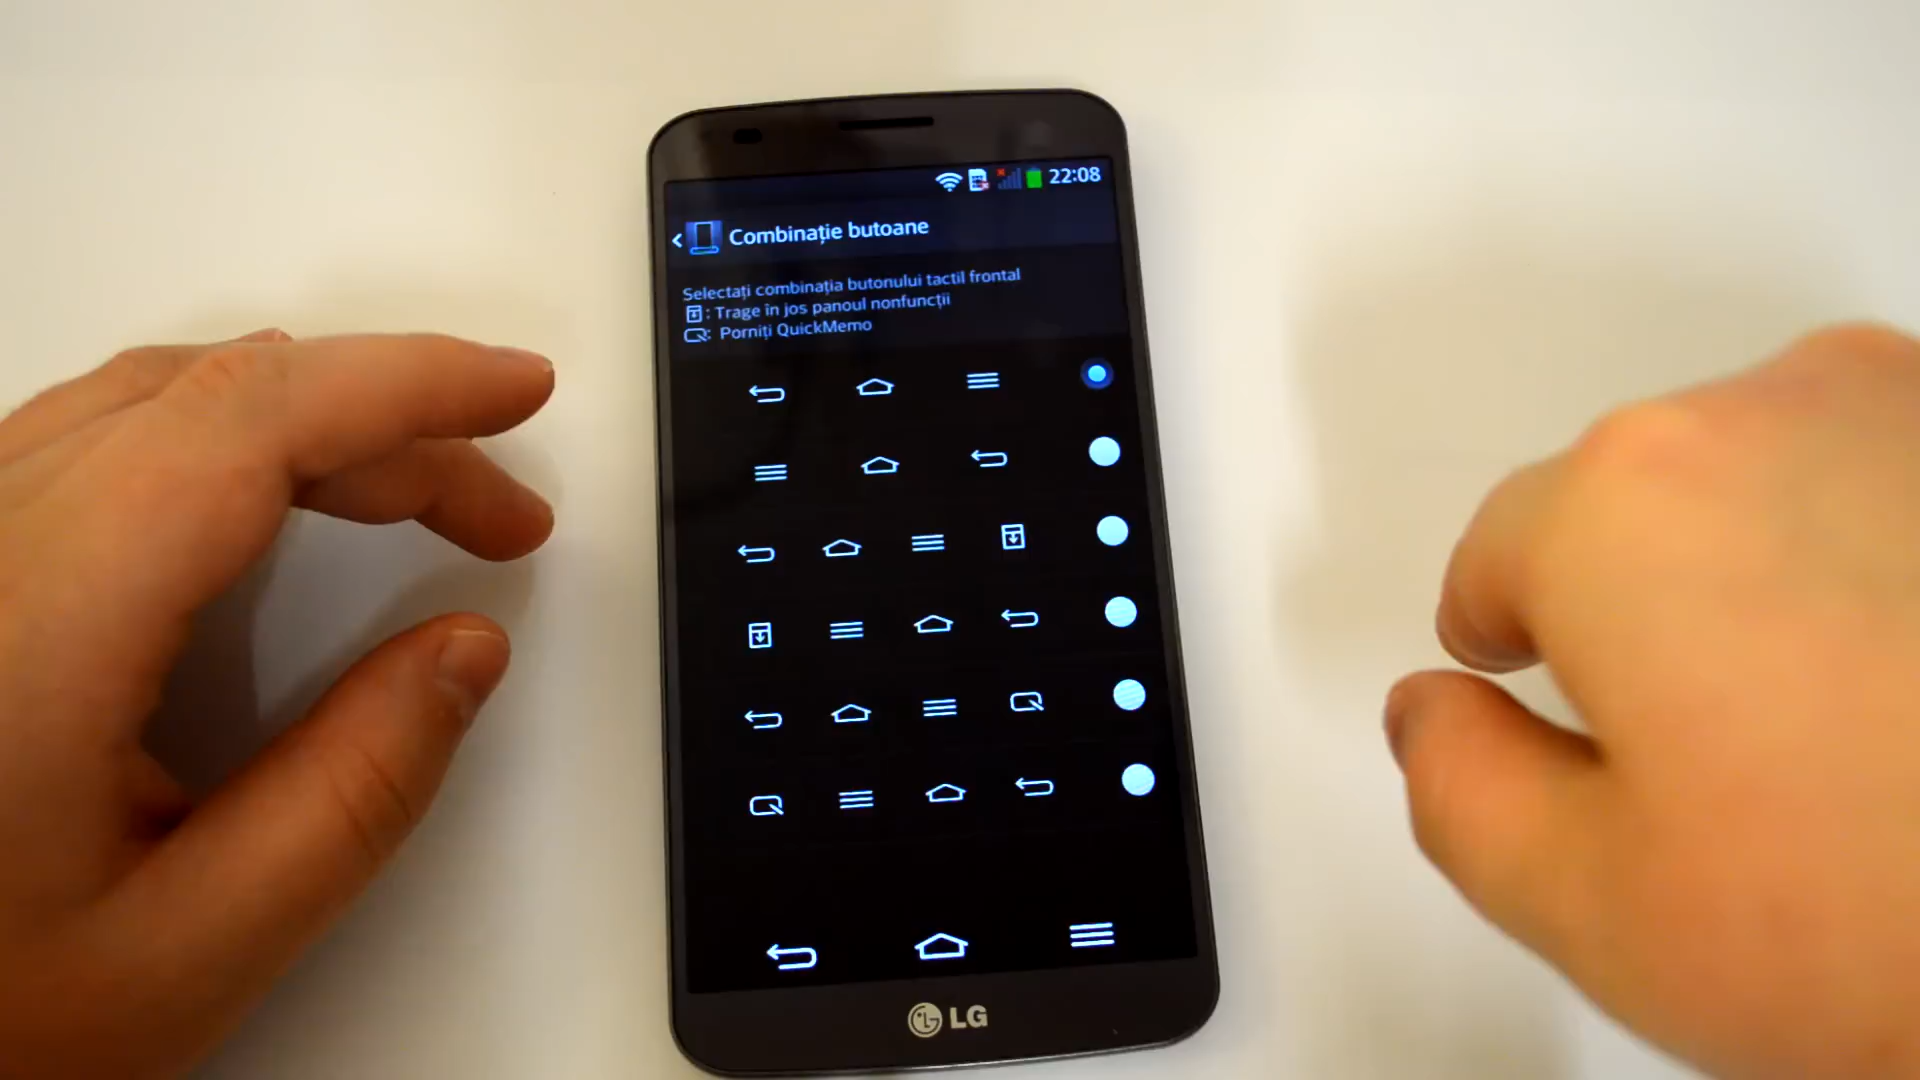 22:08
Combinație butoane
Selectați combinația butonului tactil frontal
: Trage în jos panoul nonfuncții
: Porniți QuickMemo
LG